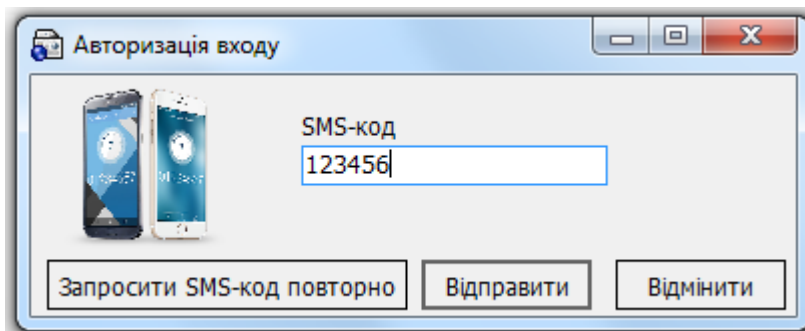 Авторизація входу
SMS-код
123456
Запросити SMS-код повторно
Відправити
Відмінити